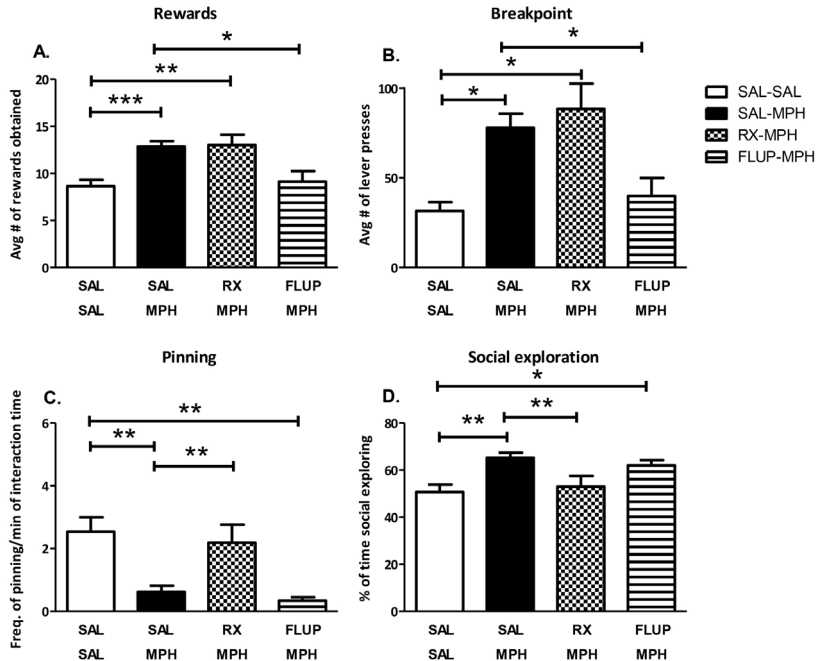 Rewards
A.
*
**
***
Avg # of rewards obtained
20
15
10
5
0
SAL SAL RX FLUP
SAL MPH MPH MPH
Breakpoint
B.
*
*
*
Avg # of lever presses
100
50
0
SAL SAL RX FLUP
SAL MPH MPH MPH
SAL-SAL
SAL-MPH
RX-MPH
FLUP-MPH
Pinning
C.
**
**
**
Freq. of pinning/min of interaction time
6
4
2
0
SAL SAL RX FLUP
SAL MPH MPH MPH
Social exploration
D.
*
**
**
% of time social exploring
80
60
40
20
0
SAL SAL RX FLUP
SAL MPH MPH MPH